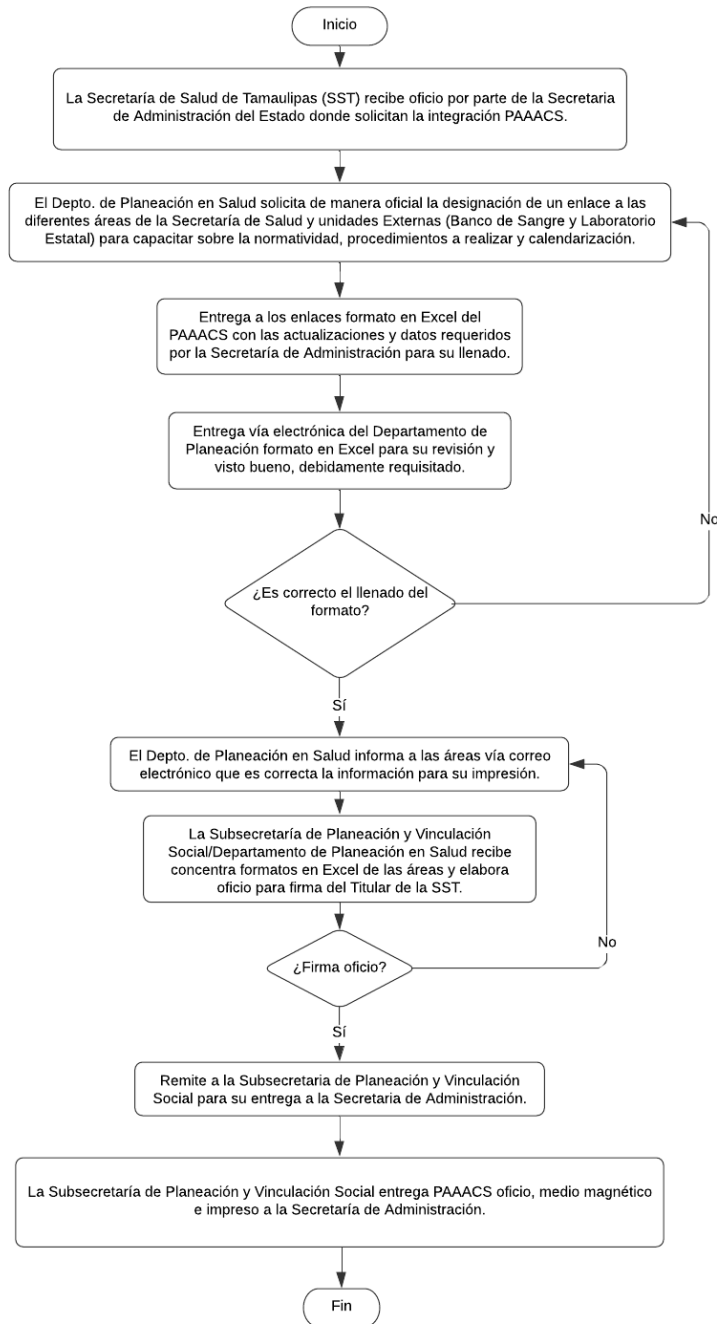 Inicio
La Secretaría de Salud de Tamaulipas (SST) recibe oficio por parte de la Secretaria
de Administración del Estado donde solicitan la integración PAAACS.
El Depto. de Planeación en Salud solicita de manera oficial la designación de un enlace a las
diferentes áreas de la Secretaría de Salud y unidades Externas (Banco de Sangre y Laboratorio
Estatal) para capacitar sobre la normatividad, procedimientos a realizar y calendarización.
Entrega a los enlaces formato en Excel del
PAAACS con las actualizaciones y datos requeridos
por la Secretaría de Administración para su llenado.
Entrega vía electrónica del Departamento de
Planeación formato en Excel para su revisión y
visto bueno, debidamente requisitado.
No
¿Es correcto el llenado del
formato?
Sí
El Depto. de Planeación en Salud informa a las áreas vía correo
electrónico que es correcta la información para su impresión.
La Subsecretaría de Planeación y Vinculación
Social/Departamento de Planeación en Salud recibe
concentra formatos en Excel de las áreas y elabora
oficio para firma del Titular de la SST.
No
¿Firma oficio?
Sí
Remite a la Subsecretaria de Planeación y Vinculación
Social para su entrega a la Secretaria de Administración.
La Subsecretaría de Planeación y Vinculación Social entrega PAAACS oficio, medio magnético
e impreso a la Secretaría de Administración.
Fin